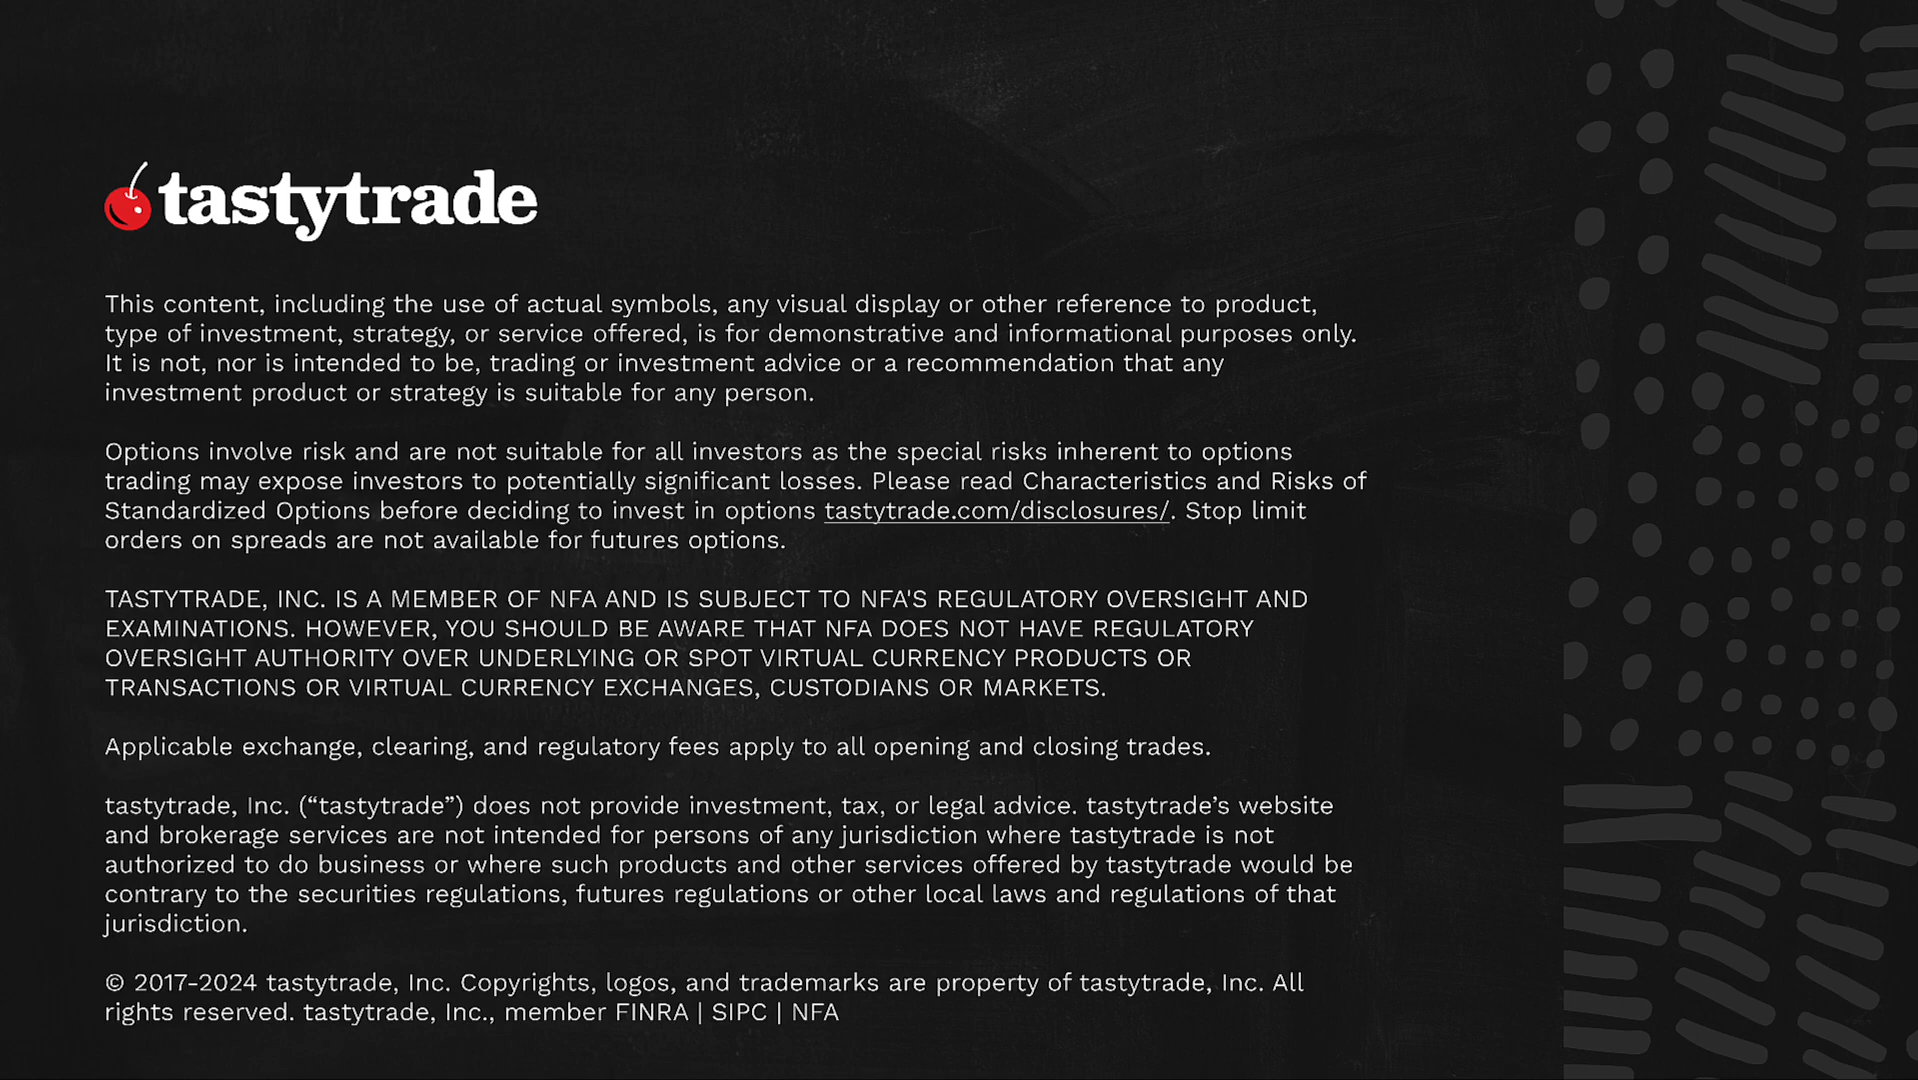 tastytrade
This content, including the use of actual symbols, any visual display or other reference to product,
type of investment, strategy, or service offered, is for demonstrative and informational purposes only.
It is not, nor is intended to be, trading or investment advice or a recommendation that any
investment product or strategy is suitable for any person.
Options involve risk and are not suitable for all investors as the special risks inherent to options
trading may expose investors to potentially significant losses. Please read Characteristics and Risks of
Standardized Options before deciding to invest in options tastytrade.com/disclosures/. Stop limit
orders on spreads are not available for futures options.
TASTYTRADE, INC. IS A MEMBER OF NFA AND IS SUBJECT TO NFA'S REGULATORY OVERSIGHT AND
EXAMINATIONS. HOWEVER, YOU SHOULD BE AWARE THAT NFA DOES NOT HAVE REGULATORY
OVERSIGHT AUTHORITY OVER UNDERLYING OR SPOT VIRTUAL CURRENCY PRODUCTS OR
TRANSACTIONS OR VIRTUAL CURRENCY EXCHANGES, CUSTODIANS OR MARKETS.
Applicable exchange, clearing, and regulatory fees apply to all opening and closing trades.
tastytrade, Inc. (“tastytrade”) does not provide investment, tax, or legal advice. tastytrade’s website
and brokerage services are not intended for persons of any jurisdiction where tastytrade is not
authorized to do business or where such products and other services offered by tastytrade would be
contrary to the securities regulations, futures regulations or other local laws and regulations of that
jurisdiction.
© 2017-2024 tastytrade, Inc. Copyrights, logos, and trademarks are property of tastytrade, Inc. All
rights reserved. tastytrade, Inc., member FINRA | SIPC | NFA